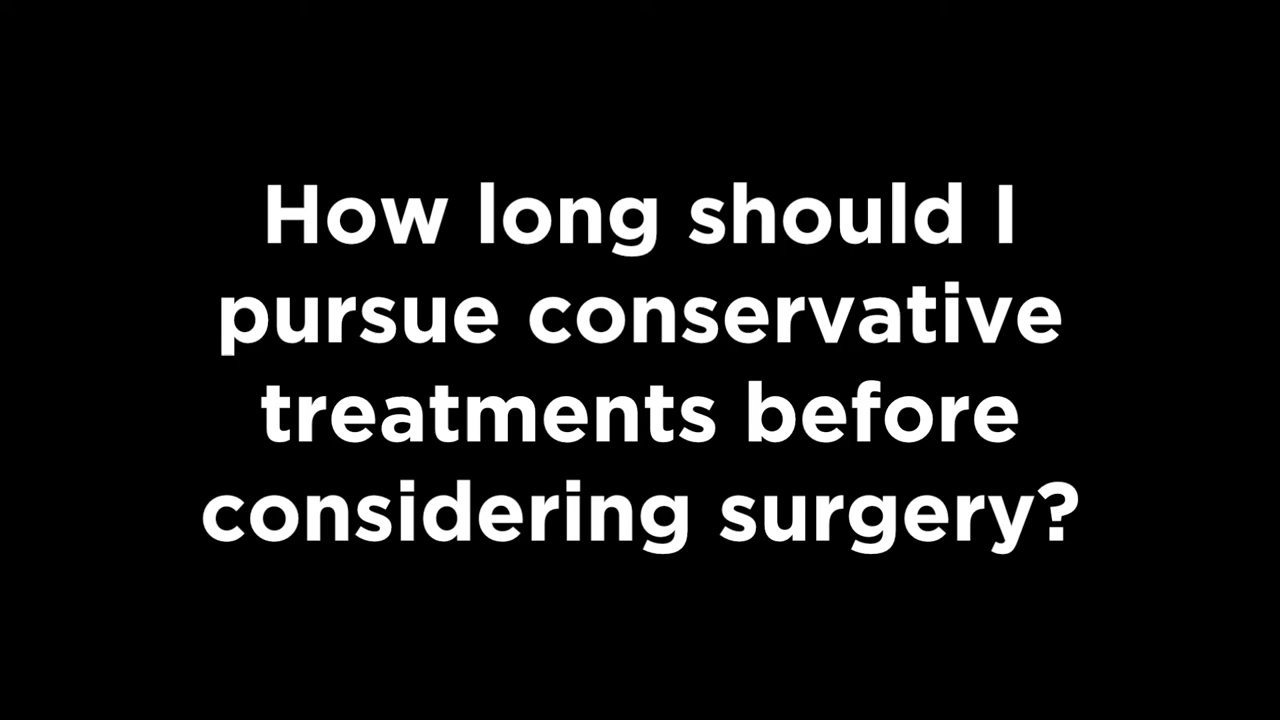 How long should I
pursue conservative
treatments before
considering surgery?